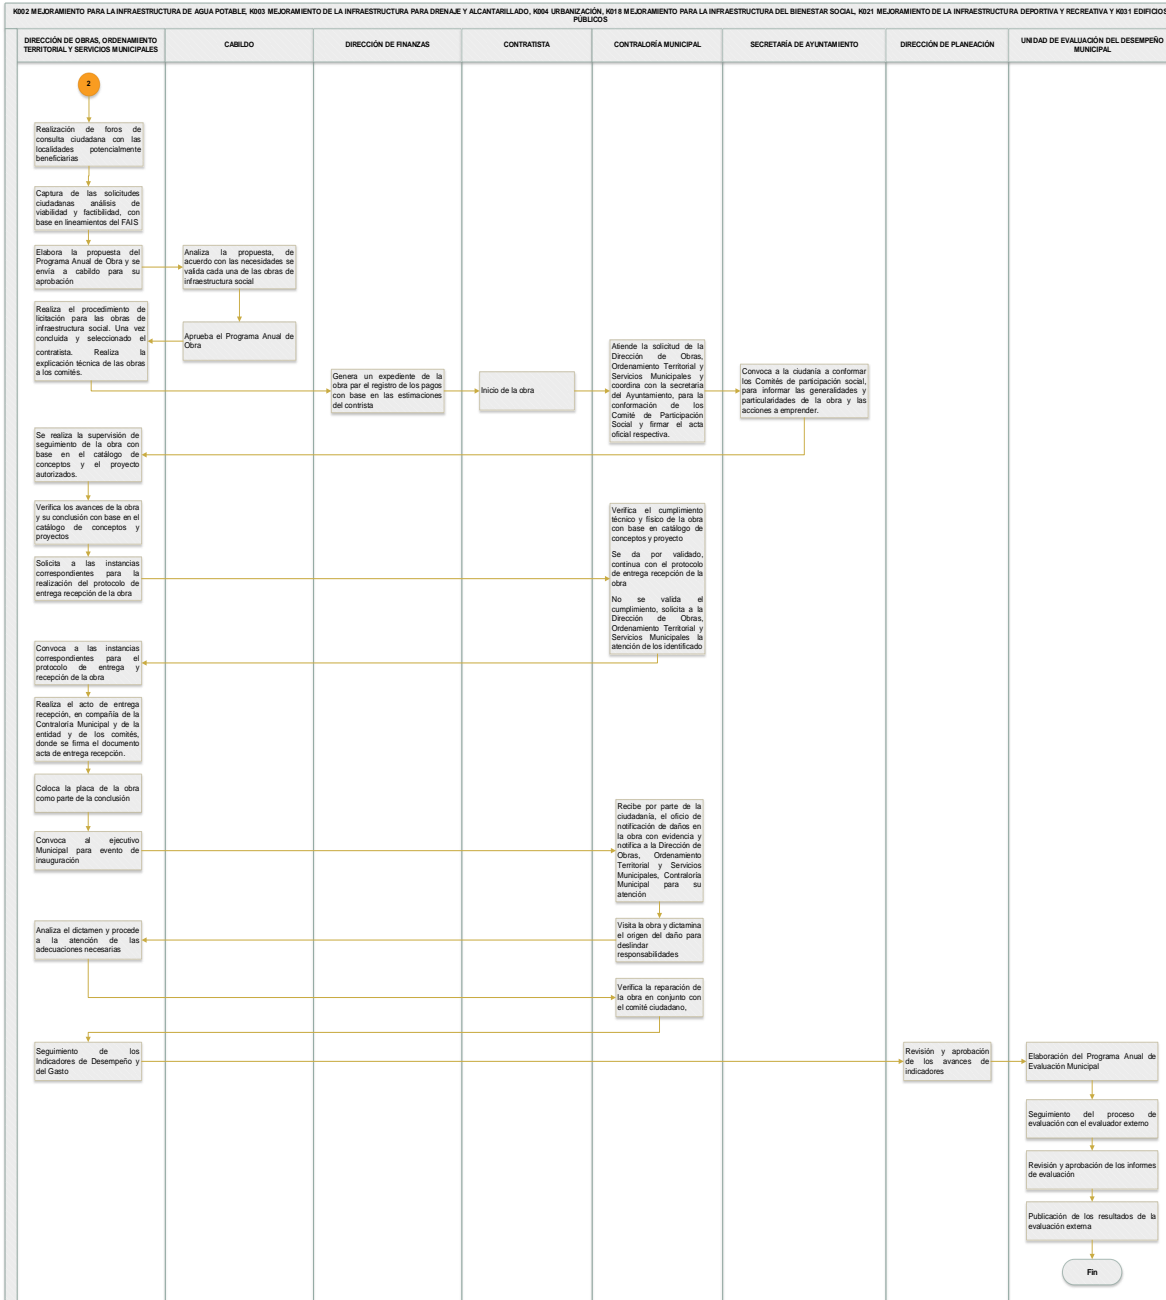 K002 MEJORAMIENTO PARA LA INFRAESTRUCTURA DE AGUA POTABLE, K003 MEJORAMIENTO DE LA INFRAESTRUCTURA PARA DRENAJE Y ALCANTARILLADO, K004 URBANIZACIÓN, K018 MEJORAMIENTO PARA LA INFRAESTRUCTURA DEL BIENESTAR SOCIAL, K021 MEJORAMIENTO DE LA INFRAESTRUCTURA DEPORTIVA Y RECREATIVA Y K031 EDIFICIOS
PÚBLICOS
DIRECCIÓN DE OBRAS, ORDENAMIENTO
TERRITORIAL Y SERVICIOS MUNICIPALES
CABILDO
DIRECCIÓN DE FINANZAS
CONTRATISTA
CONTRALORÍA MUNICIPAL
SECRETARÍA DE AYUNTAMIENTO
DIRECCIÓN DE PLANEACIÓN
UNIDAD DE EVALUACIÓN DEL DESEMPEÑO
MUNICIPAL
2
Realización de foros de
consulta ciudadana con las
localidades potencialmente
beneficiarias
Captura de las solicitudes
ciudadanas análisis de
viabilidad y factibilidad, con
base en lineamientos del FAIS
Elabora la propuesta del
Programa Anual de Obra y se
envía a cabildo para su
aprobación
Analiza la propuesta, de
acuerdo con las necesidades se
valida cada una de las obras de
infraestructura social
Aprueba el Programa Anual de
Obra
Realiza el procedimiento de
licitación para las obras de
infraestructura social. Una vez
concluida y seleccionado el
contratista. Realiza la
explicación técnica de las obras
a los comités.
Genera un expediente de la
obra par el registro de los pagos
con base en las estimaciones
del contrista
Inicio de la obra
Atiende la solicitud de la
Dirección de Obras,
Ordenamiento Territorial y
Servicios Municipales y
coordina con la secretaria
del Ayuntamiento, para la
conformación de los
Comité de Participación
Social y firmar el acta
oficial respectiva.
Convoca a la ciudanía a conformar
los Comités de participación social,
para informar las generalidades y
particularidades de la obra y las
acciones a emprender.
Se realiza la supervisión de
seguimiento de la obra con
base en el catálogo de
conceptos y el proyecto
autorizados.
Verifica los avances de la obra
y su conclusión con base en el
catálogo de conceptos y
proyectos
Solicita a las instancias
correspondientes para la
realización del protocolo de
entrega recepción de la obra
Verifica el cumplimiento
técnico y físico de la obra
con base en catálogo de
conceptos y proyecto
Se da por validado,
continua con el protocolo
de entrega recepción de la
obra
No se valida el
cumplimiento, solicita a la
Dirección de Obras,
Ordenamiento Territorial y
Servicios Municipales la
atención de los identificado
Convoca a las instancias
correspondientes para el
protocolo de entrega y
recepción de la obra
Realiza el acto de entrega
recepción, en compañía de la
Contraloría Municipal y de la
entidad y de los comités,
donde se firma el documento
acta de entrega recepción.
Coloca la placa de la obra
como parte de la conclusión
Convoca al ejecutivo
Municipal para evento de
inauguración
Recibe por parte de la
ciudadanía, el oficio de
notificación de daños en
la obra con evidencia y
notifica a la Dirección de
Obras, Ordenamiento
Territorial y Servicios
Municipales, Contraloría
Municipal para su
atención
Visita la obra y dictamina
el origen del daño para
deslindar
responsabilidades
Analiza el dictamen y procede
a la atención de las
adecuaciones necesarias
Verifica la reparación de
la obra en conjunto con
el comité ciudadano,
Seguimiento de los
Indicadores de Desempeño y
del Gasto
Revisión y aprobación
de los avances de
indicadores
Elaboración del Programa Anual de
Evaluación Municipal
Seguimiento del proceso de
evaluación con el evaluador externo
Revisión y aprobación de los informes
de evaluación
Publicación de los resultados de la
evaluación externa
Fin